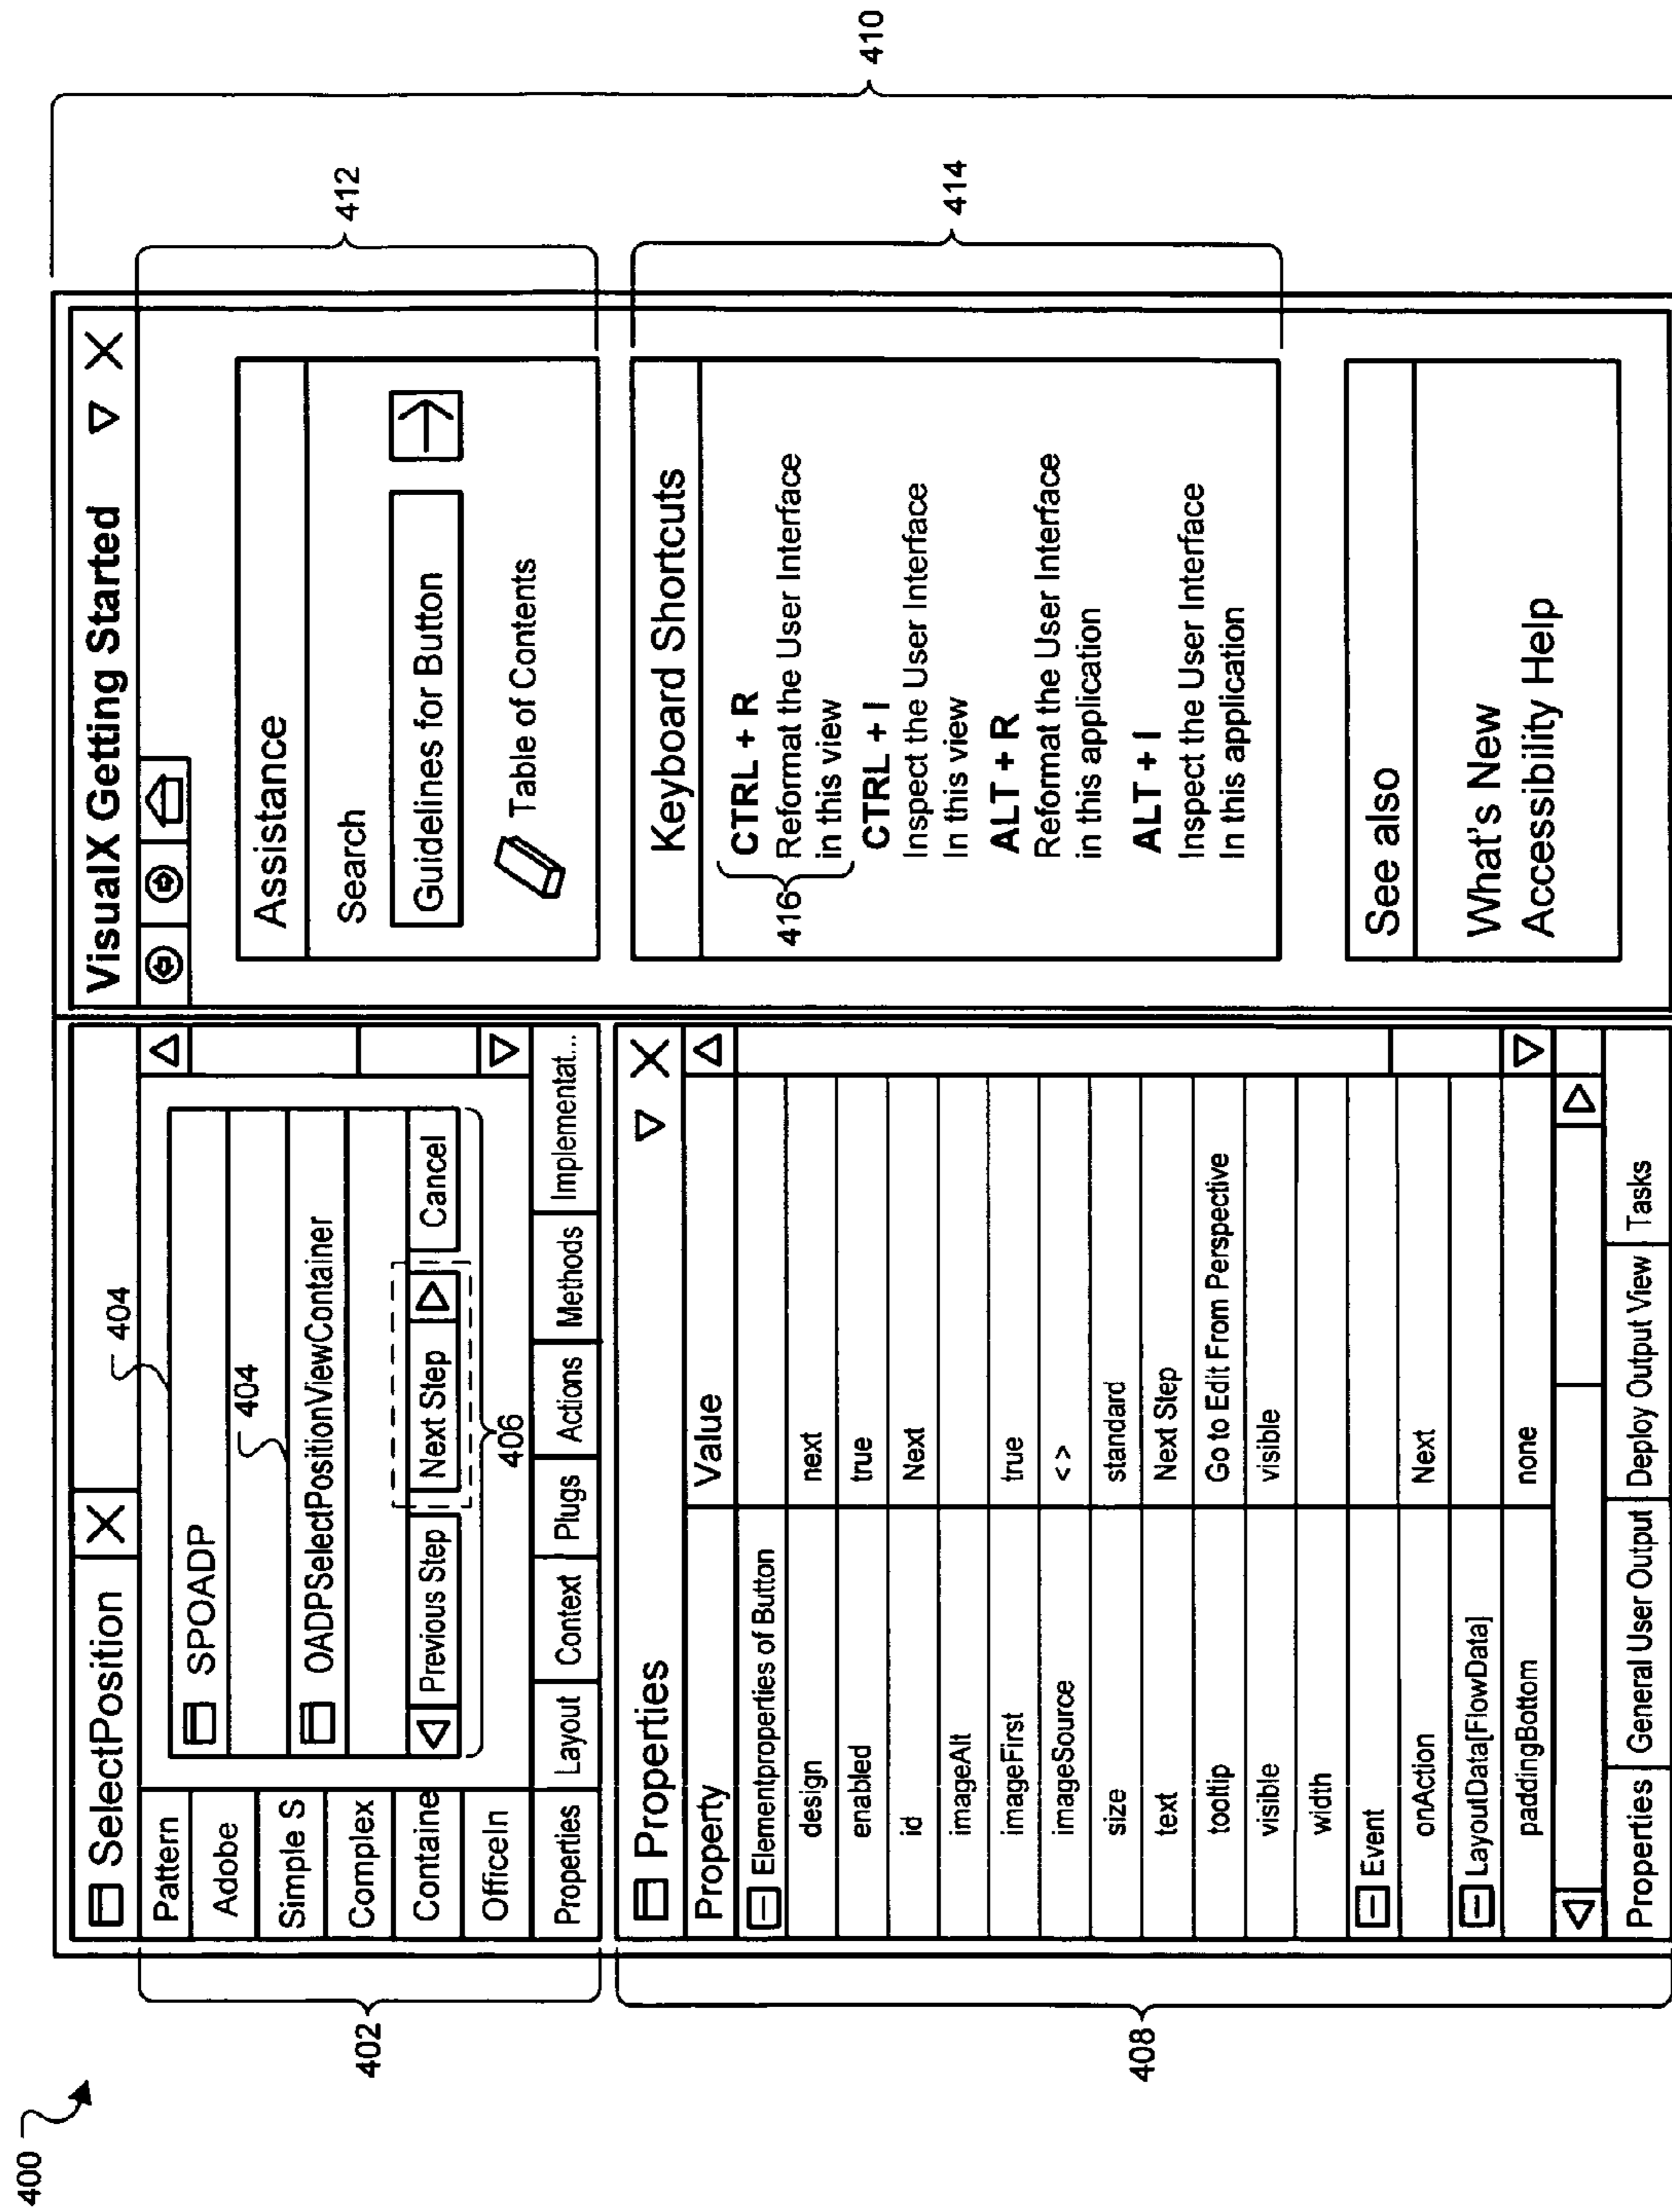 400
SelectPosition
404
Pattern
Adobe
Simple S
Complex
Containe
OfficeIn
SPOADP
404
OADPSelectPositionViewContainer
Previous Step
Next Step
Cancel
406
Properties
Layout
Context
Plugs
Actions
Methods
Implementat...
402
Properties
Property
Value
Elementproperties of Button
design
next
enabled
true
id
Next
imageAlt
imageFirst
true
imageSource
< >
size
standard
text
Next Step
tooltip
Go to Edit From Perspective
visible
visible
width
Event
onAction
Next
LayoutData[FlowData]
paddingBottom
none
Properties
General User Output
Deploy Output View
Tasks
408
VisualX Getting Started
Assistance
Search
Guidelines for Button
Table of Contents
412
Keyboard Shortcuts
CTRL + R
Reformat the User Interface
in this view
416
CTRL + I
Inspect the User Interface
In this view
ALT + R
Reformat the User Interface
in this application
ALT + I
Inspect the User Interface
In this application
414
See also
What's New
Accessibility Help
410